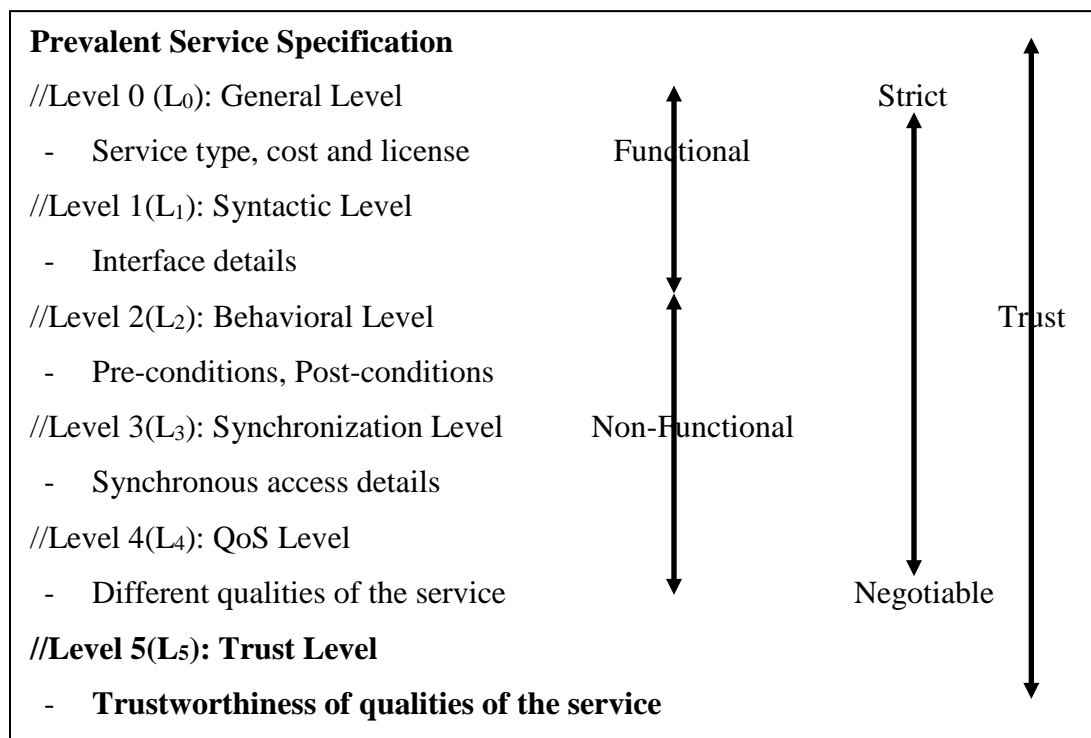 Prevalent Service Specification
//Level 0 (L₀): General Level Strict
- Service type, cost and license Functional
//Level 1(L₁): Syntactic Level
- Interface details
//Level 2(L₂): Behavioral Level Trust
- Pre-conditions, Post-conditions
//Level 3(L₃): Synchronization Level Non-Functional
- Synchronous access details
//Level 4(L₄): QoS Level
- Different qualities of the service Negotiable
//Level 5(L₅): Trust Level
- Trustworthiness of qualities of the service